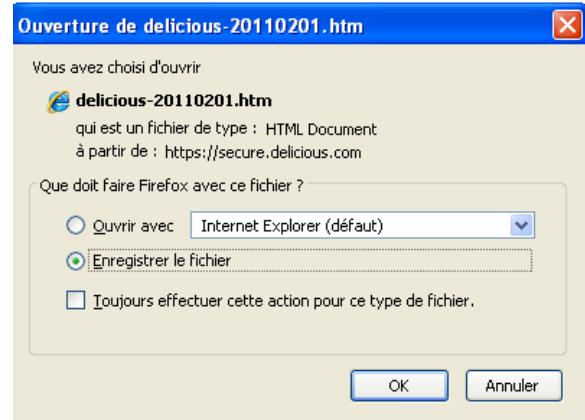 Ouverture de delicious-20110201.htm
Vous avez choisi d'ouvrir
delicious-20110201.htm
qui est un fichier de type : HTML Document
à partir de : https://secure.delicious.com
Que doit faire Firefox avec ce fichier ?
Ouvrir avec Internet Explorer (défaut)
Enregistrer le fichier
Toujours effectuer cette action pour ce type de fichier.
OK Annuler